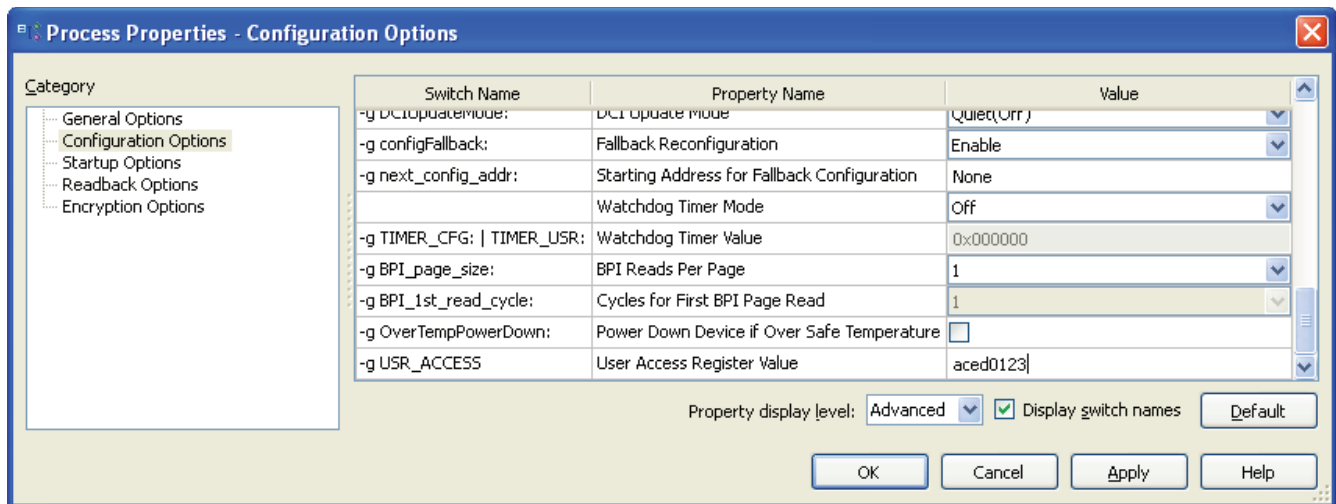 Process Properties - Configuration Options
Category
General Options
Configuration Options
Startup Options
Readback Options
Encryption Options
Switch Name Property Name Value
-g DCIUpdateMode: DCI Update Mode Quiet(Off)
-g configFallback: Fallback Reconfiguration Enable
-g next_config_addr: Starting Address for Fallback Configuration None
Watchdog Timer Mode Off
-g TIMER_CFG: | TIMER_USR: Watchdog Timer Value 0x000000
-g BPI_page_size: BPI Reads Per Page 1
-g BPI_1st_read_cycle: Cycles for First BPI Page Read 1
-g OverTempPowerDown: Power Down Device if Over Safe Temperature
-g USR_ACCESS User Access Register Value aced0123
Property display level: Advanced Display switch names Default
OK Cancel Apply Help